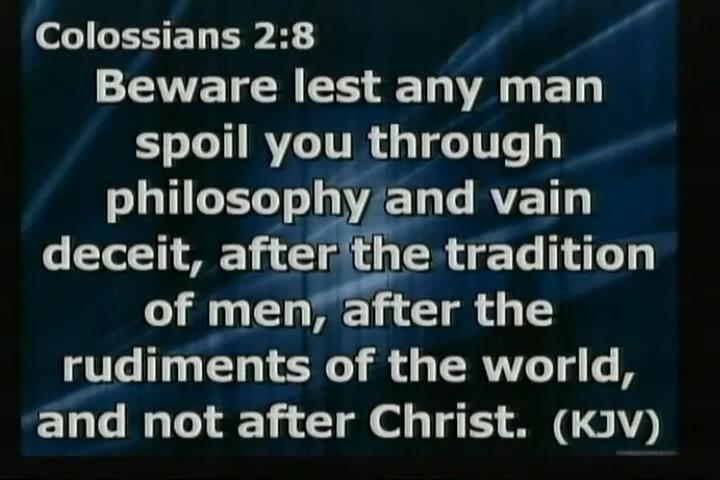 Colossians 2:8
Beware lest any man
spoil you through
philosophy and vain
deceit, after the tradition
of men, after the
rudiments of the world,
and not after Christ. (KJV)